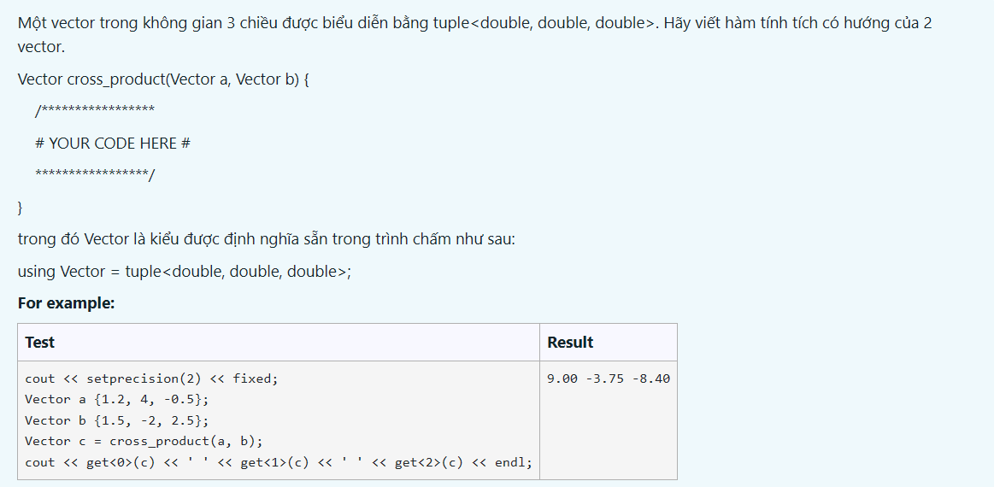 Một vector trong không gian 3 chiều được biểu diễn bằng tuple<double, double, double>. Hãy viết hàm tính tích có hướng của 2
vector.
Vector cross_product(Vector a, Vector b) {
/*****************
# YOUR CODE HERE #
*****************/
}
trong đó Vector là kiểu được định nghĩa sẵn trong trình chấm như sau:
using Vector = tuple<double, double, double>;
For example:
Test Result
cout << setprecision(2) << fixed; 9.00 -3.75 -8.40
Vector a {1.2, 4, -0.5};
Vector b {1.5, -2, 2.5};
Vector c = cross_product(a, b);
cout << get<0>(c) << ' ' << get<1>(c) << ' ' << get<2>(c) << endl;